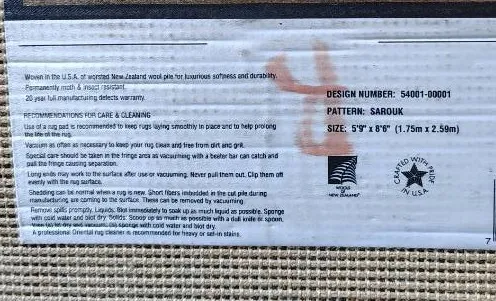 Woven in the U.S.A. of worsted New Zealand wool pile for luxurious softness and durability.
Permanently moth & insect resistant.
20 year full manufacturing defects warranty.
RECOMMENDATIONS FOR CARE & CLEANING
Use of a rug pad is recommended to keep rugs laying smoothly in place and to help prolong
the life of the rug.
Vacuum as often as necessary to keep your rug clean and free from dirt and grit.
Special care should be taken in the fringe area as vacuuming with a beater bar can catch and
pull the fringe causing separation.
Long ends may work to the surface after use or vacuuming. Never pull them out. Clip them off
evenly with the rug surface.
Shedding can be normal when a rug is new. Short fibers imbedded in the cut pile during
manufacturing are coming to the surface. These can be removed by vacuuming.
Remove spills promptly. Liquids: Blot immediately to soak up as much liquid as possible. Sponge
with cold water and blot dry. Solids: Scoop up as much as possible with a dull knife or spoon,
sponge with cold water and blot dry.
A professional Oriental rug cleaner is recommended for heavy or set-in stains.
DESIGN NUMBER: 54001-00001
PATTERN: SAROUK
SIZE: 5'9" x 8'6" (1.75m x 2.59m)
WOOLS
OF
NEW ZEALAND
CRAFTED WITH PRIDE
IN U.S.A.
7